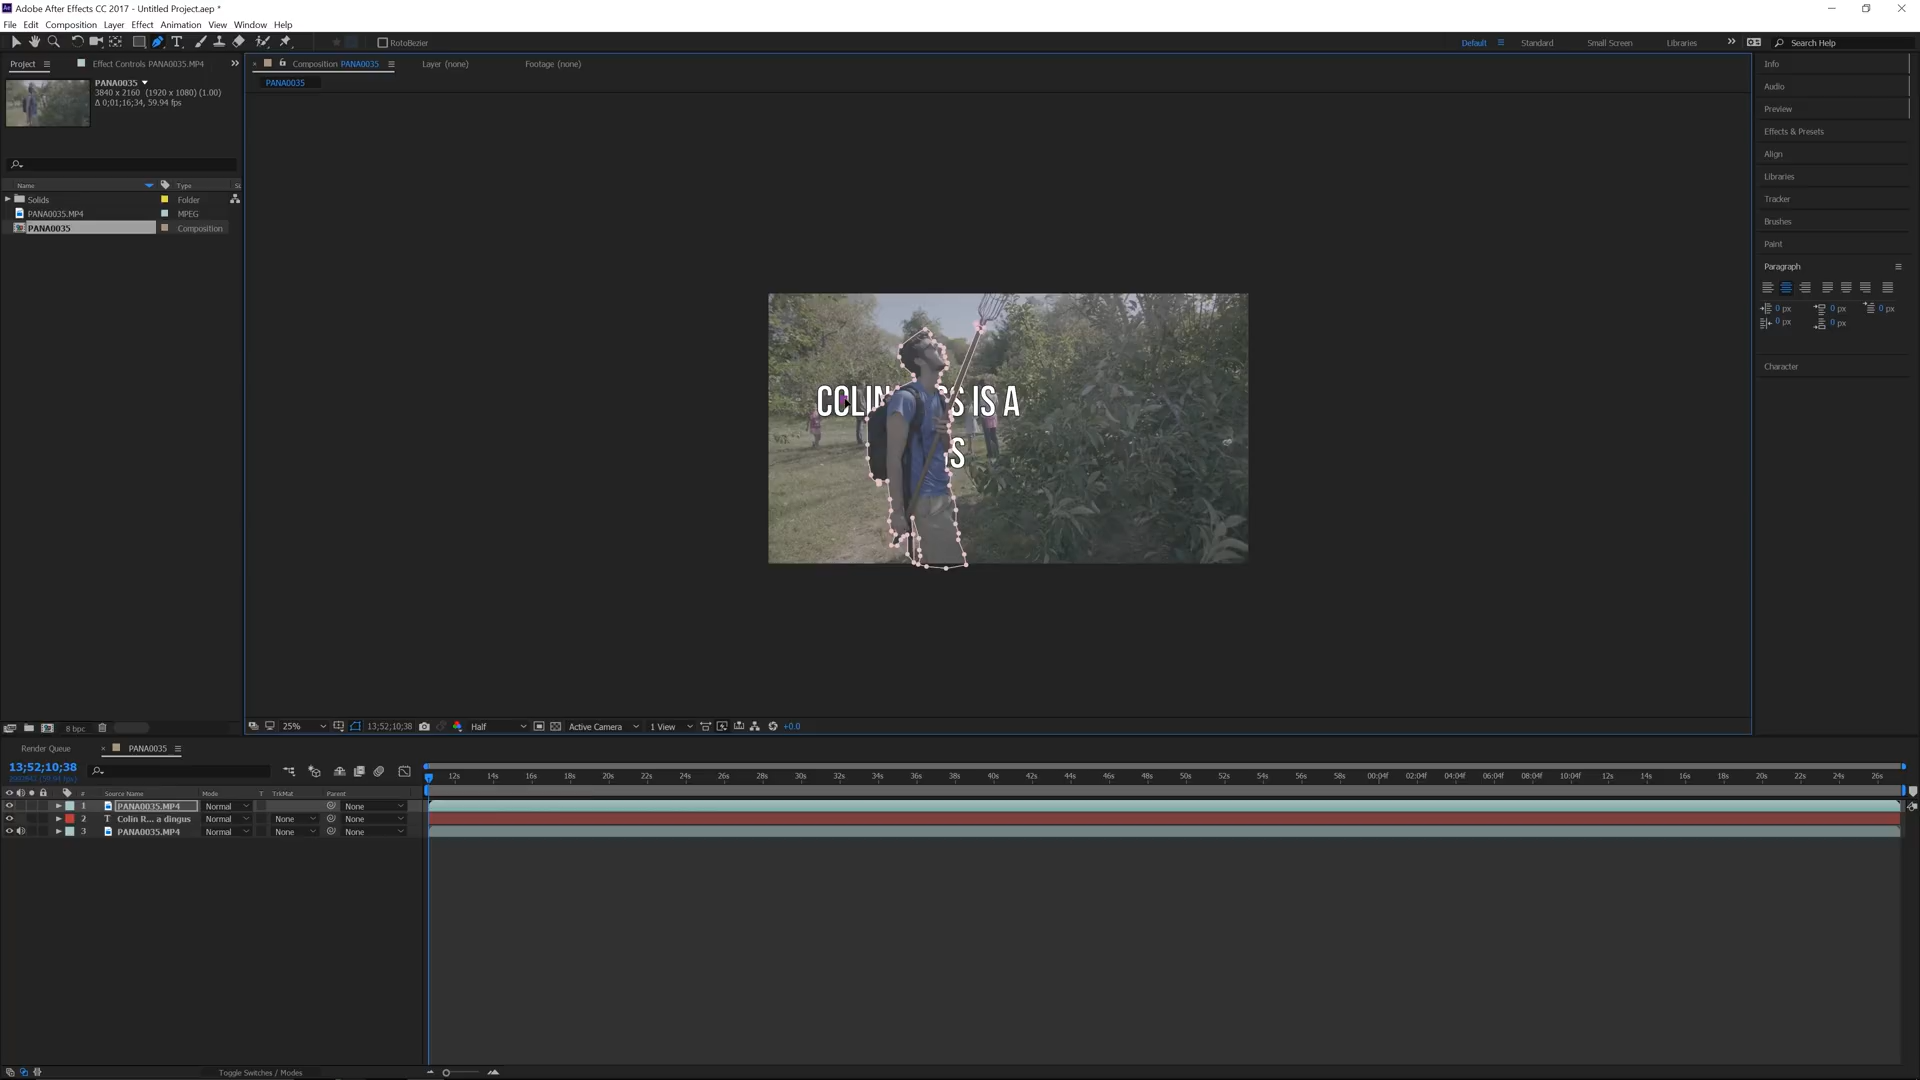 Adobe After Effects CC 2017 - Untitled Project.aep *
File Edit Composition Layer Effect Animation View Window Help
RotoBezier
Default Standard Small Screen Libraries Search Help
Project Effect Controls PANA0035.MP4
Composition PANA0035 Layer (none) Footage (none)
PANA0035
PANA0035
3840 x 2160 (1920 x 1080) (1.00)
Δ 0;01;16;34, 59.94 fps
Name Type
Solids Folder
PANA0035.MP4 MPEG
PANA0035 Composition
Info
Audio
Preview
Effects & Presets
Align
Libraries
Tracker
Brushes
Paint
Paragraph
0 px 0 px 0 px
0 px 0 px
Character
COLIN SS IS A
S
8 bpc
25% 13;52;10;38 Half Active Camera 1 View +0.0
Render Queue PANA0035
13;52;10;38
12s 14s 16s 18s 20s 22s 24s 26s 28s 30s 32s 34s 36s 38s 40s 42s 44s 46s 48s 50s 52s 54s 56s 58s 00:04f 02:04f 04:04f 06:04f 08:04f 10:04f 12s 14s 16s 18s 20s 22s 24s 26s
# Source Name Mode T TrkMat Parent
1 PANA0035.MP4 Normal None
2 Colin R... a dingus Normal None None
3 PANA0035.MP4 Normal None None
Toggle Switches / Modes